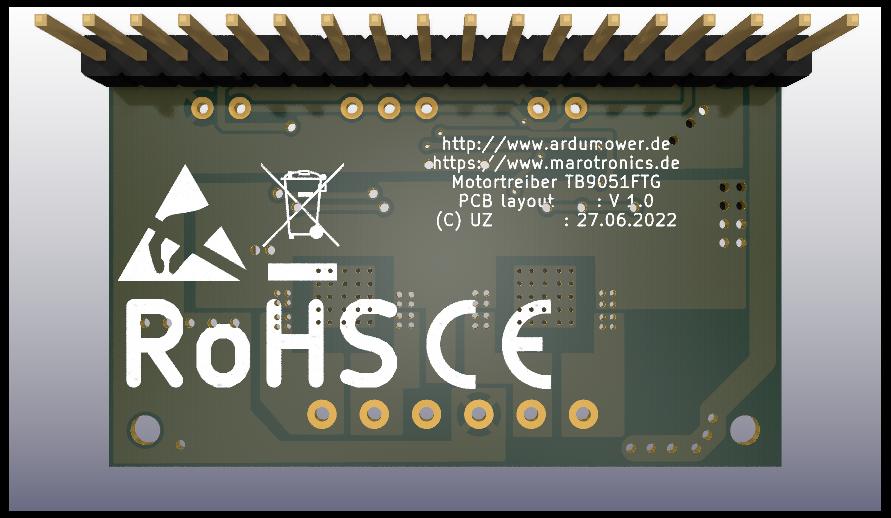 http://www.ardumower.de
https://www.marotronics.de
Motortreiber TB9051FTG
PCB layout : V 1.0
(C) UZ : 27.06.2022
RoHS CE